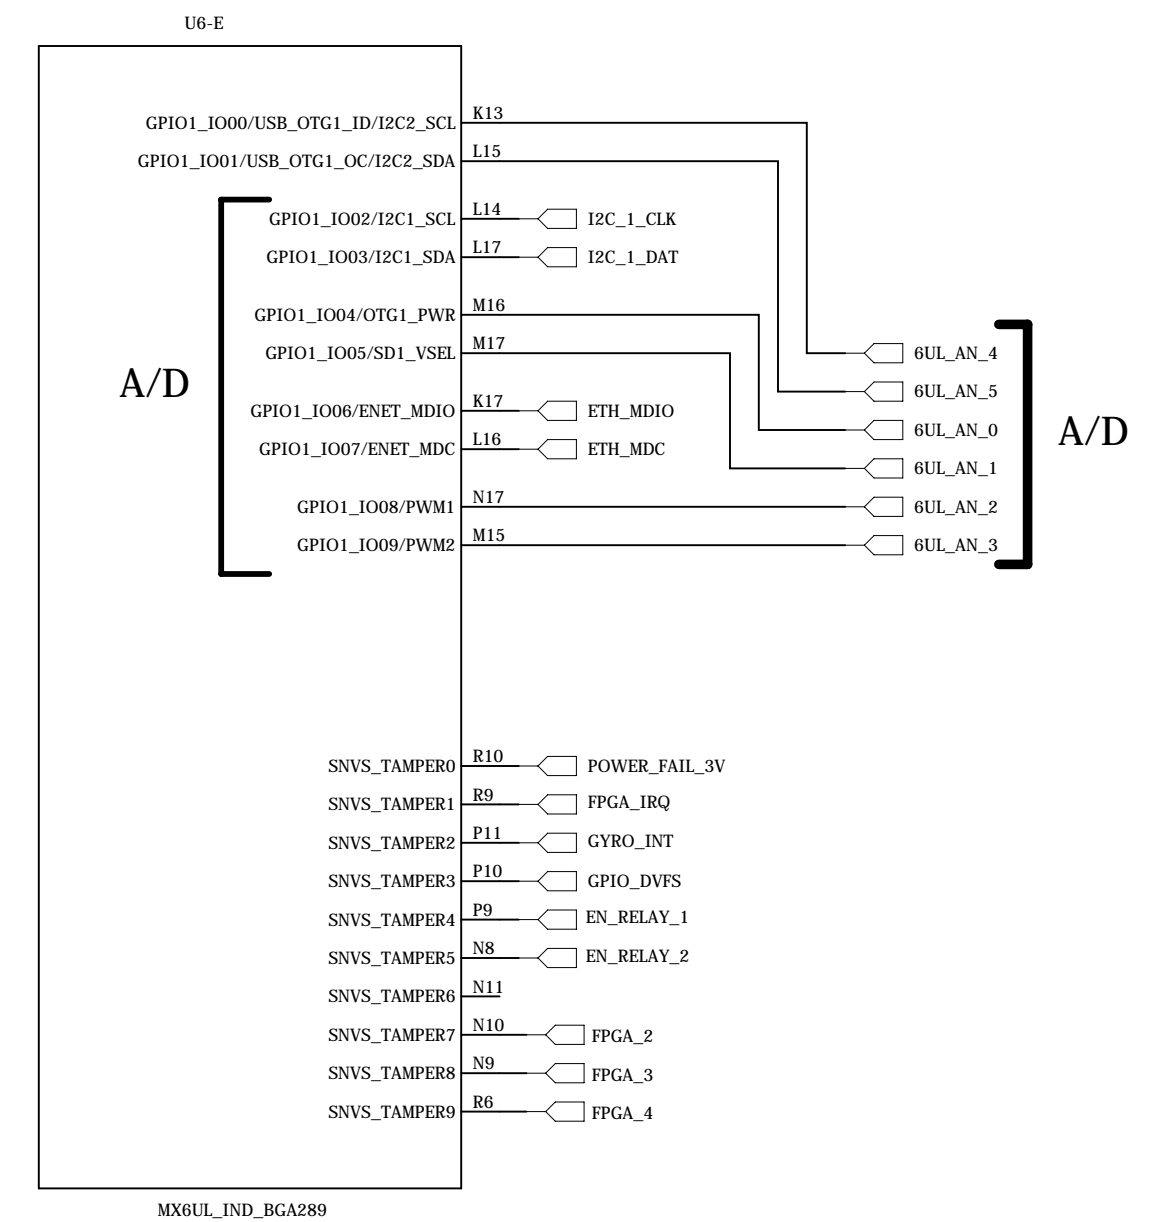 U6-E
GPIO1_IO00/USB_OTG1_ID/I2C2_SCL K13
GPIO1_IO01/USB_OTG1_OC/I2C2_SDA L15
GPIO1_IO02/I2C1_SCL L14 I2C_1_CLK
GPIO1_IO03/I2C1_SDA L17 I2C_1_DAT
GPIO1_IO04/OTG1_PWR M16
GPIO1_IO05/SD1_VSEL M17 6UL_AN_4
A/D
GPIO1_IO06/ENET_MDIO K17 ETH_MDIO
6UL_AN_5
6UL_AN_0
A/D
GPIO1_IO07/ENET_MDC L16 ETH_MDC
6UL_AN_1
GPIO1_IO08/PWM1 N17 6UL_AN_2
GPIO1_IO09/PWM2 M15 6UL_AN_3
SNVS_TAMPER0 R10 POWER_FAIL_3V
SNVS_TAMPER1 R9 FPGA_IRQ
SNVS_TAMPER2 P11 GYRO_INT
SNVS_TAMPER3 P10 GPIO_DVFS
SNVS_TAMPER4 P9 EN_RELAY_1
SNVS_TAMPER5 N8 EN_RELAY_2
SNVS_TAMPER6 N11
SNVS_TAMPER7 N10 FPGA_2
SNVS_TAMPER8 N9 FPGA_3
SNVS_TAMPER9 R6 FPGA_4
MX6UL_IND_BGA289